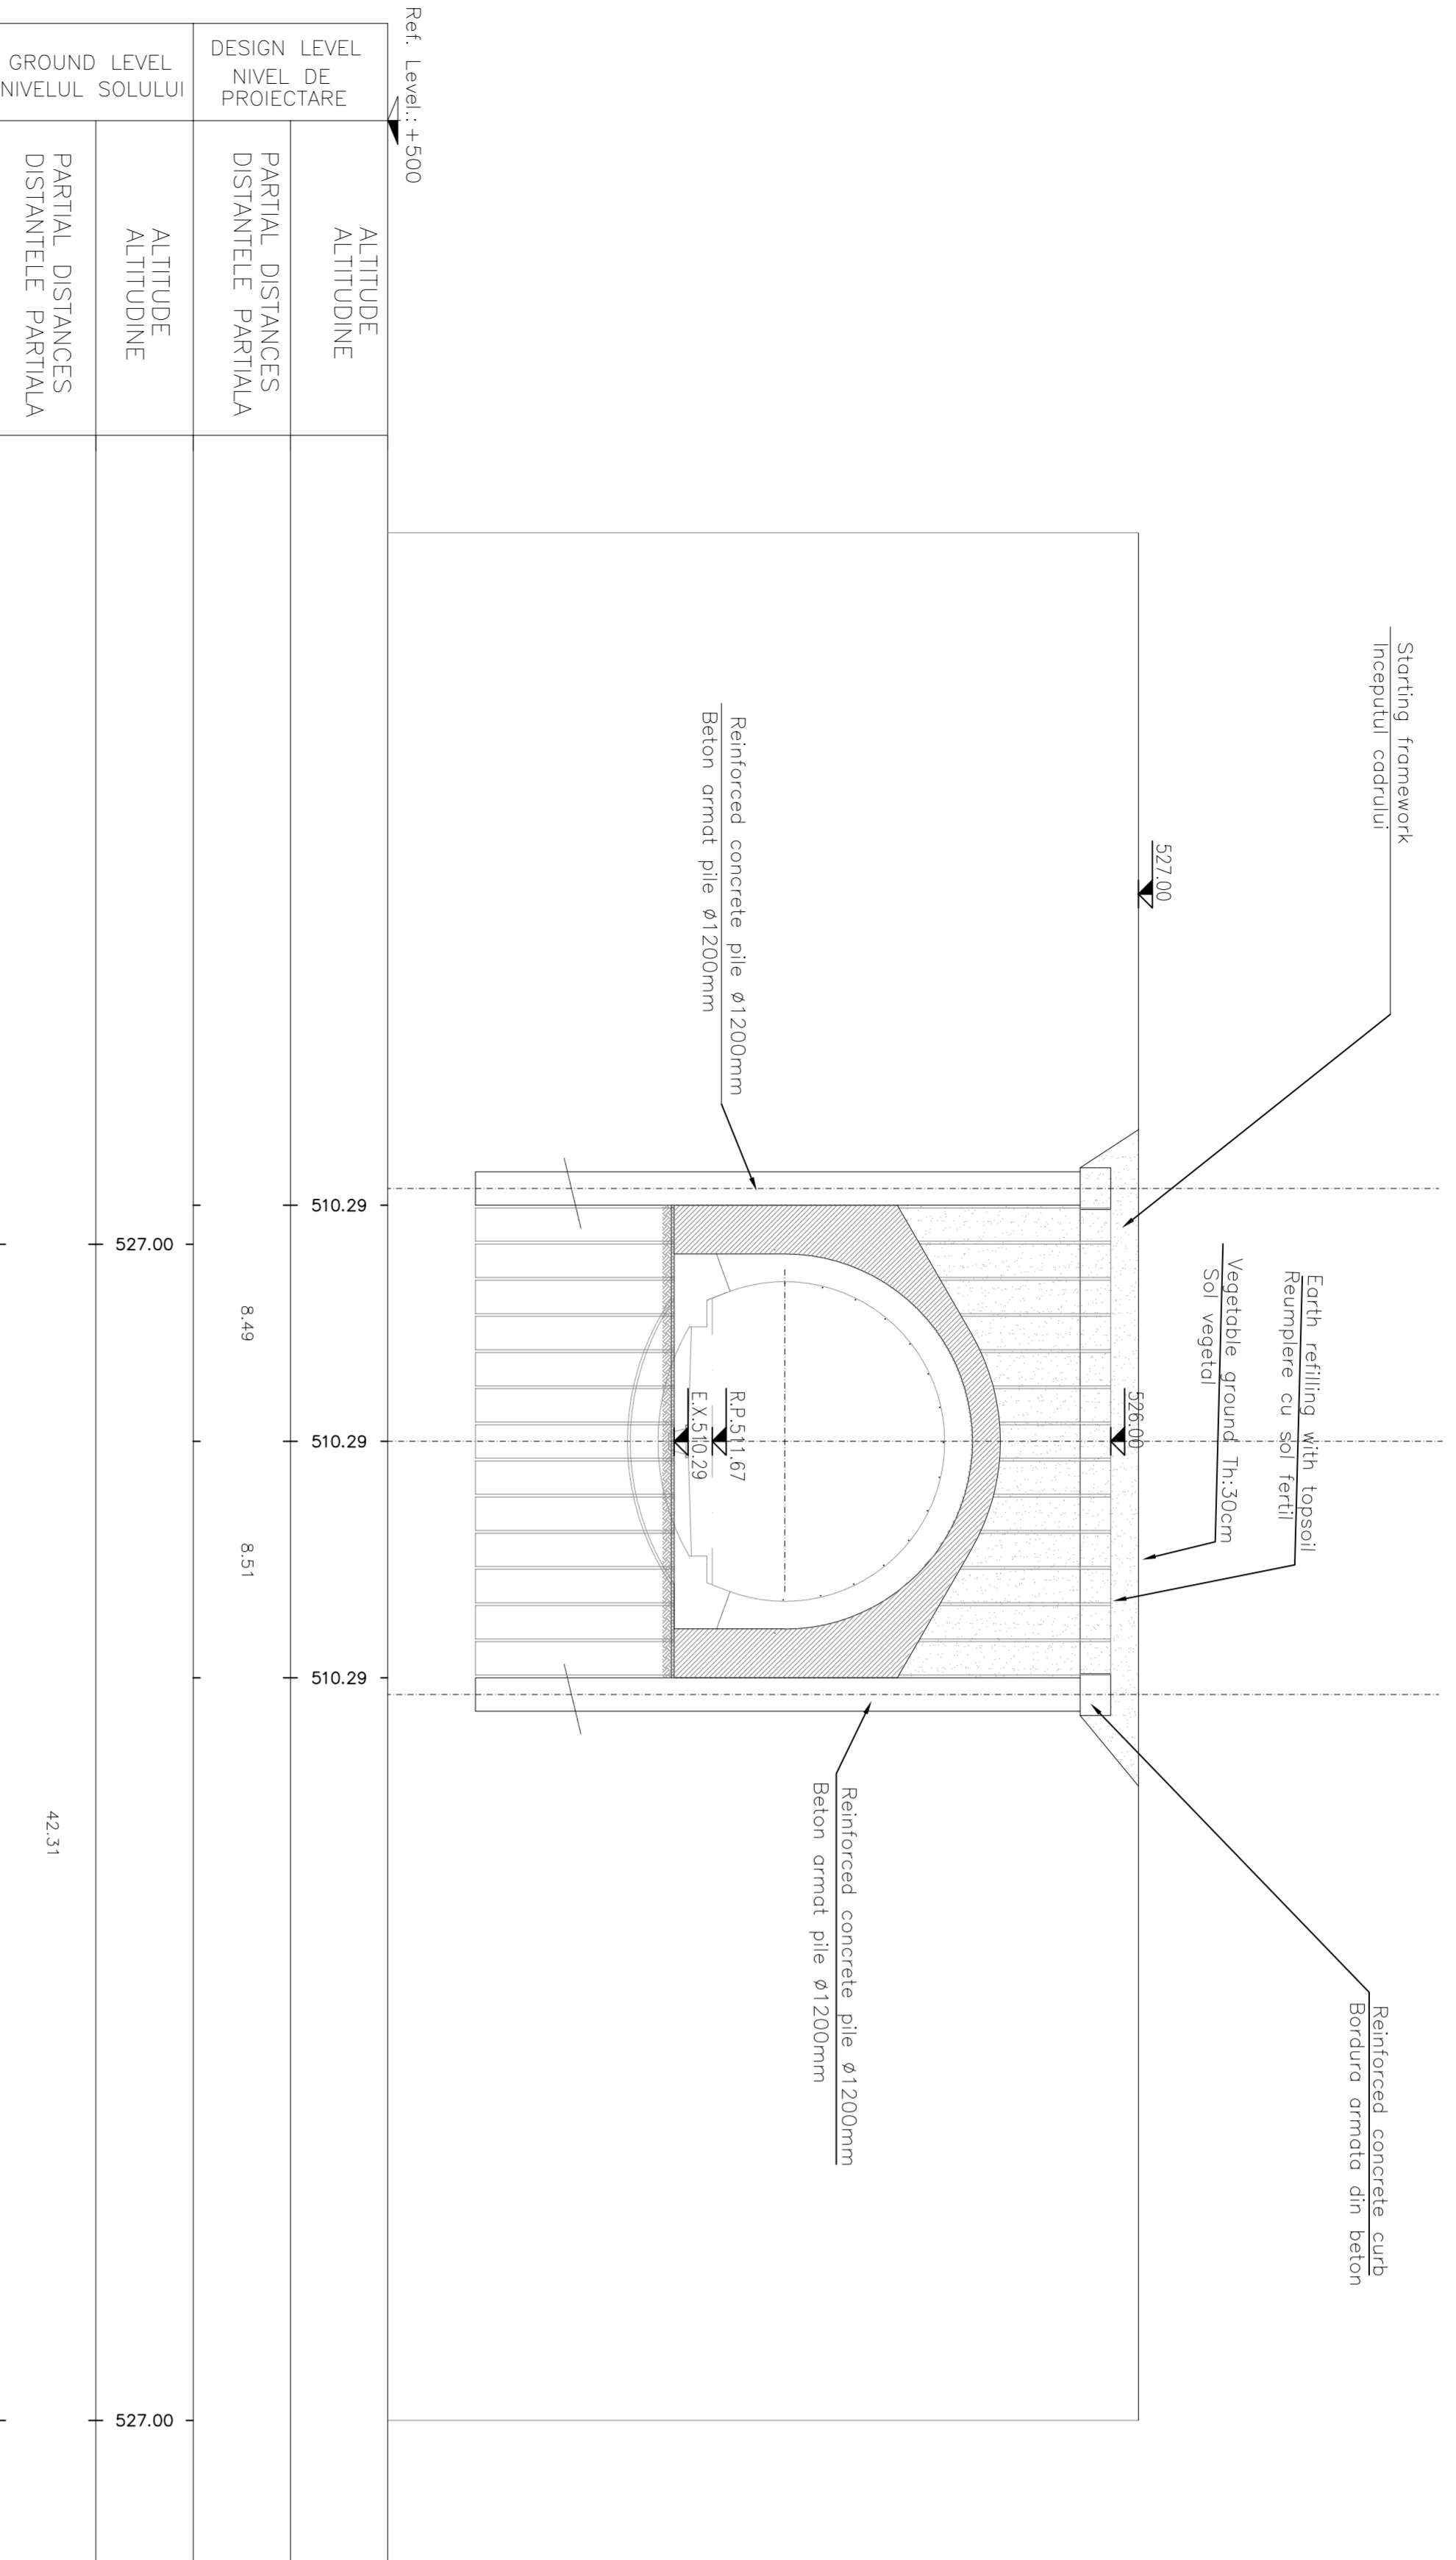 Starting framework
Inceputul cadrului
527.00
Earth refilling with topsoil
Reumplere cu sol fertil
Vegetable ground Th:30cm
Sol vegetal
526.00
Reinforced concrete curb
Bordura armata din beton
Reinforced concrete pile Ø1200mm
Beton armat pile Ø1200mm
Reinforced concrete pile Ø1200mm
Beton armat pile Ø1200mm
R.P.511.67
E.X.510.29
Ref. Level.: +500
DESIGN LEVEL
NIVEL DE
PROIECTARE
ALTITUDE
ALTITUDINE
510.29
510.29
510.29
PARTIAL DISTANCES
DISTANTELE PARTIALA
8.49
8.51
GROUND LEVEL
NIVELUL SOLULUI
ALTITUDE
ALTITUDINE
527.00
527.00
PARTIAL DISTANCES
DISTANTELE PARTIALA
42.31